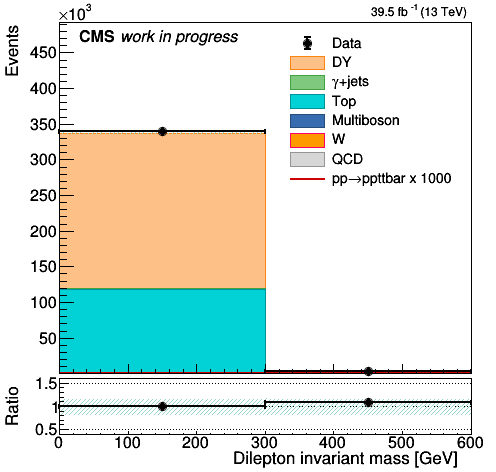 ×10³
39.5 fb⁻¹ (13 TeV)
CMS work in progress
Events
450
400
350
300
250
200
150
100
50
Data
DY
γ+jets
Top
Multiboson
W
QCD
pp→ppttbar x 1000
Ratio
1.5
1
0.5
0 100 200 300 400 500 600
Dilepton invariant mass [GeV]